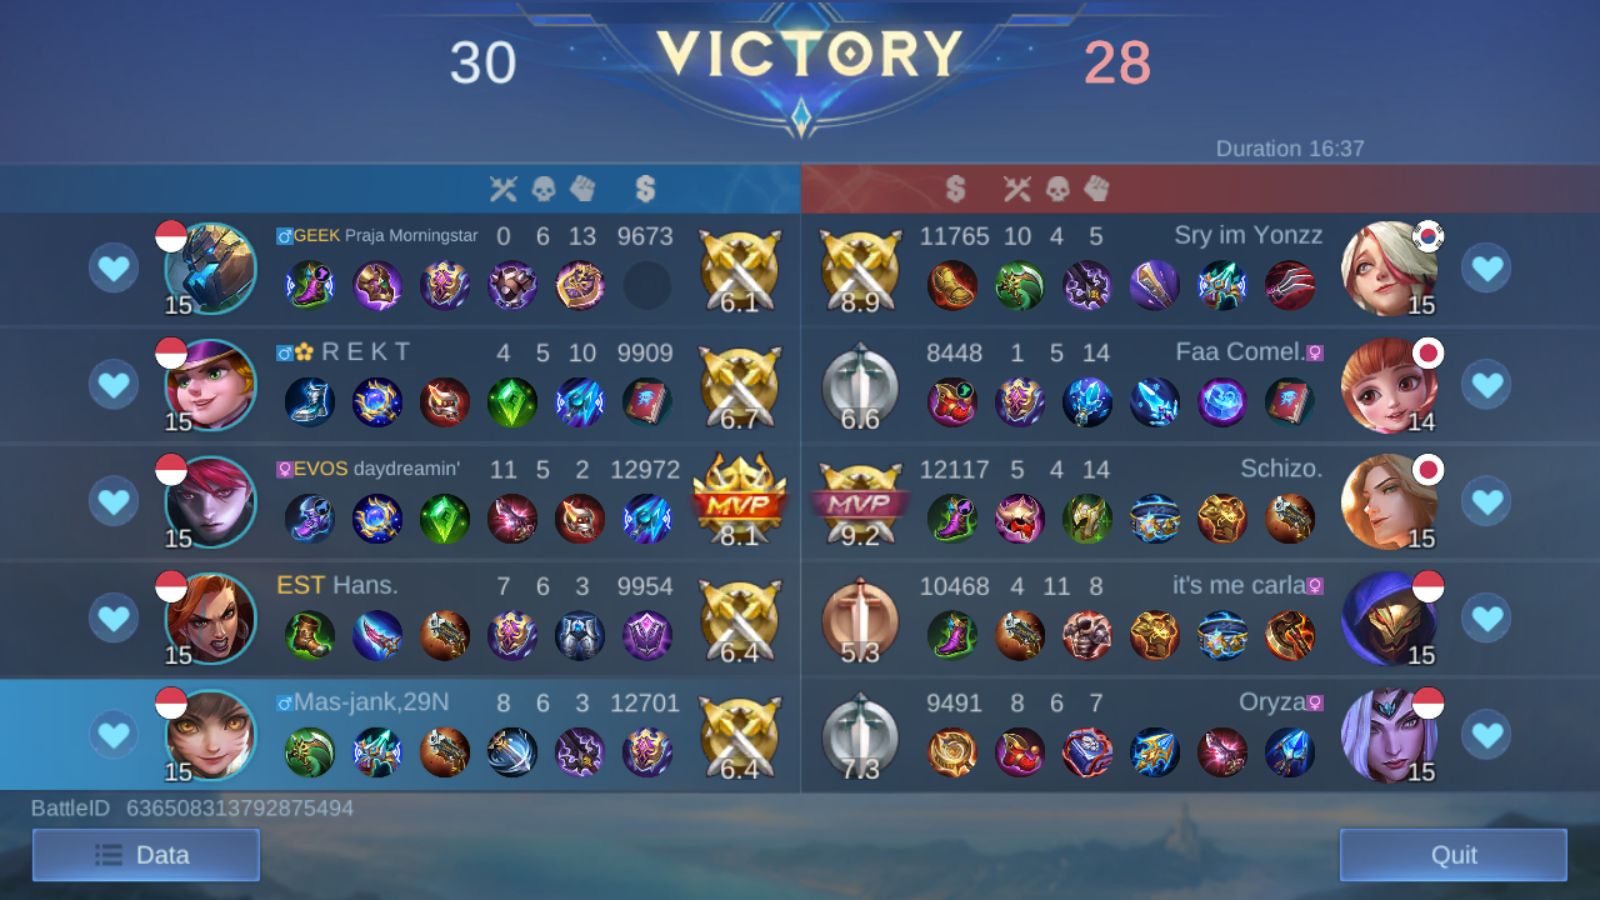 30 VICTORY 28
Duration 16:37
GEEK Praja Morningstar 0 6 13 9673
15 6.1
8.9 11765 10 4 5 Sry im Yonzz
15
R E K T 4 5 10 9909
15 6.7
6.6 8448 1 5 14 Faa Comel.
14
EVOS daydreamin' 11 5 2 12972
15 MVP 8.1
MVP 9.2 12117 5 4 14 Schizo.
15
EST Hans. 7 6 3 9954
15 6.4
5.3 10468 4 11 8 it's me carla
15
Mas-jank,29N 8 6 3 12701
15 6.4
7.3 9491 8 6 7 Oryza
15
BattleID 636508313792875494
Data
Quit